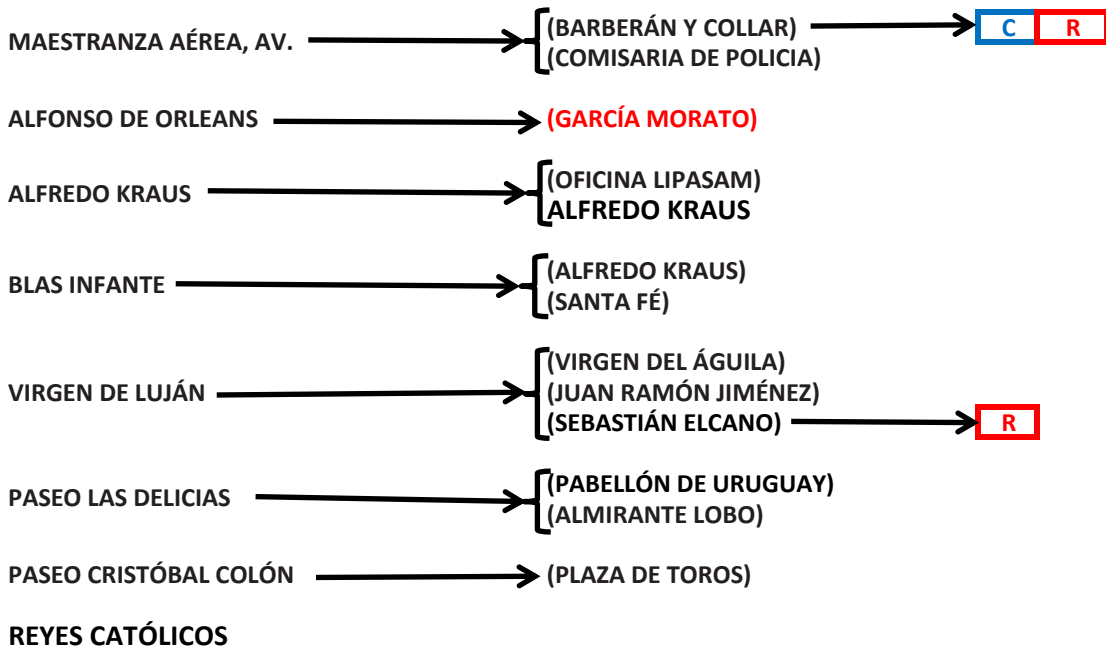 MAESTRANZA AÉREA, AV.
(BARBERÁN Y COLLAR)
C R
(COMISARIA DE POLICIA)
ALFONSO DE ORLEANS
(GARCÍA MORATO)
ALFREDO KRAUS
(OFICINA LIPASAM)
ALFREDO KRAUS
BLAS INFANTE
(ALFREDO KRAUS)
(SANTA FÉ)
VIRGEN DE LUJÁN
(VIRGEN DEL ÁGUILA)
(JUAN RAMÓN JIMÉNEZ)
(SEBASTIÁN ELCANO)
R
PASEO LAS DELICIAS
(PABELLÓN DE URUGUAY)
(ALMIRANTE LOBO)
PASEO CRISTÓBAL COLÓN
(PLAZA DE TOROS)
REYES CATÓLICOS